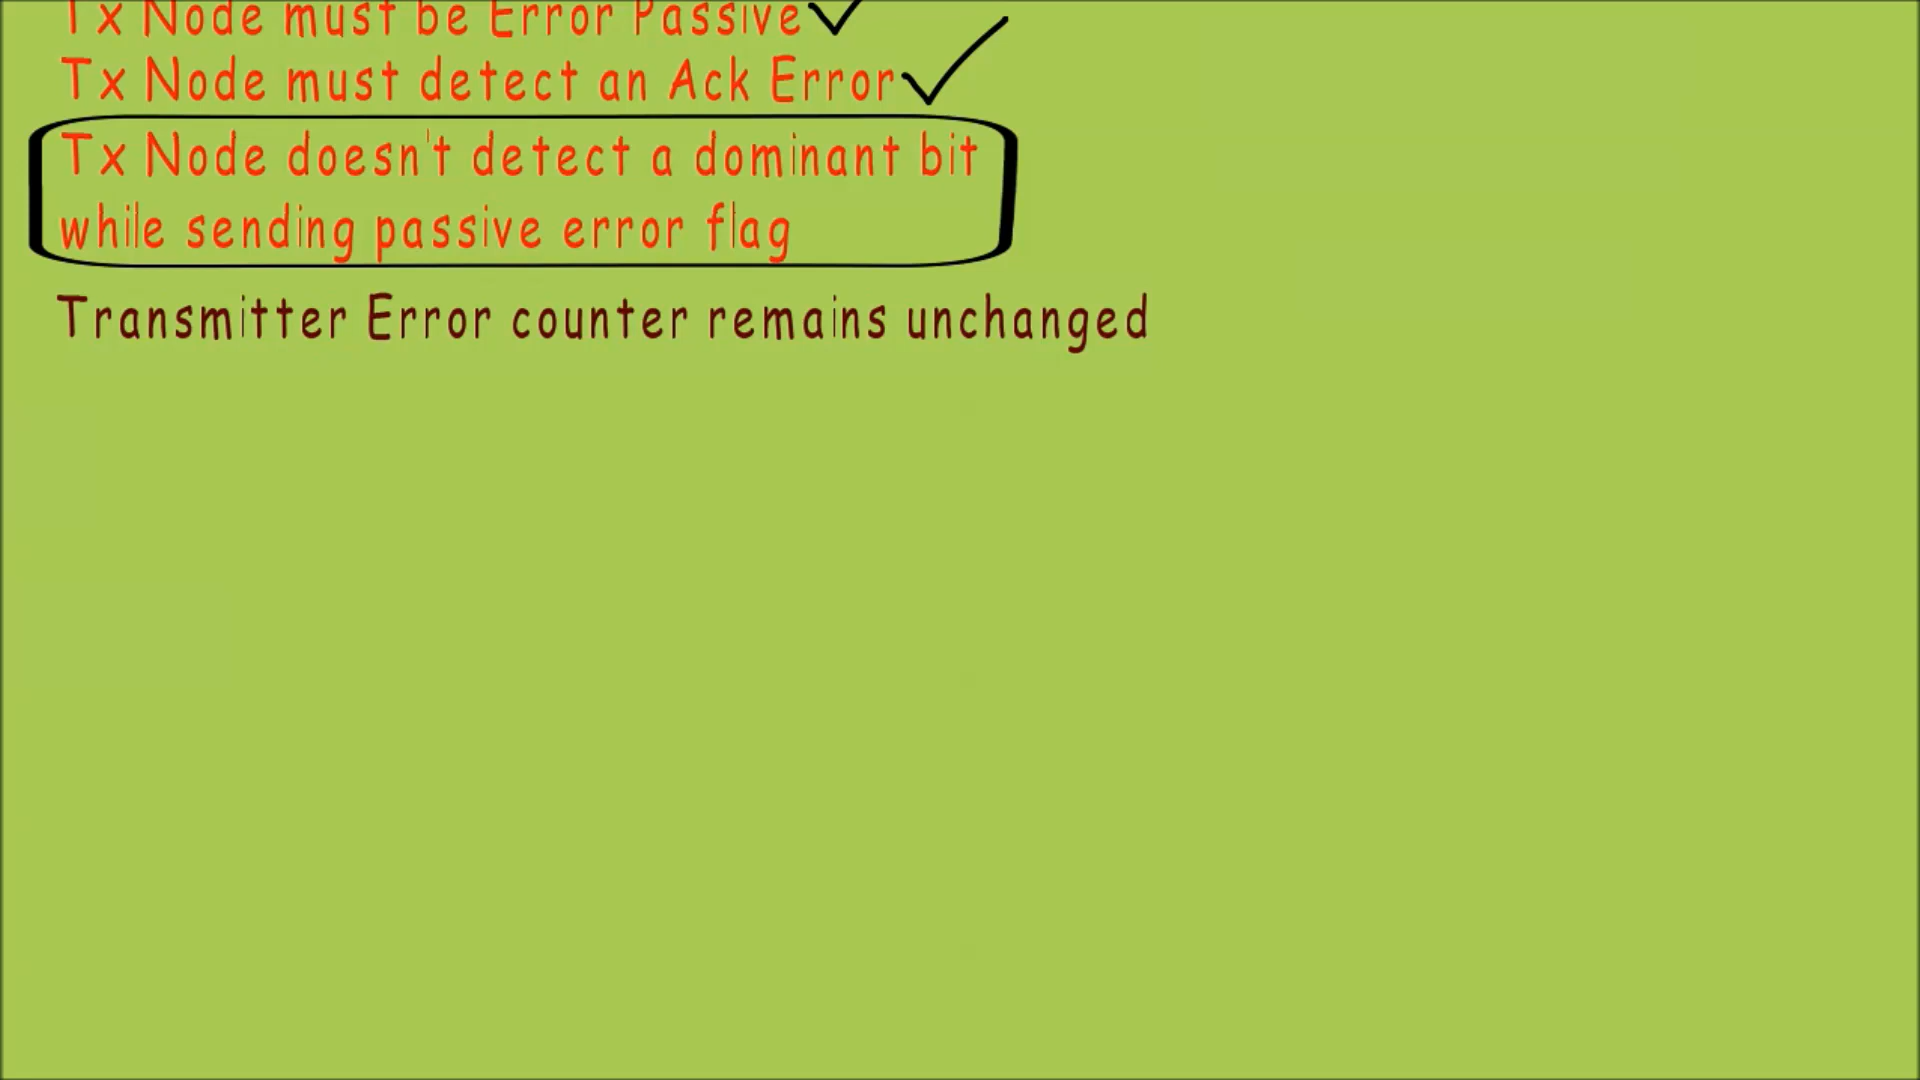 Tx Node must be Error Passive
Tx Node must detect an Ack Error
Tx Node doesn't detect a dominant bit
while sending passive error flag
Transmitter Error counter remains unchanged